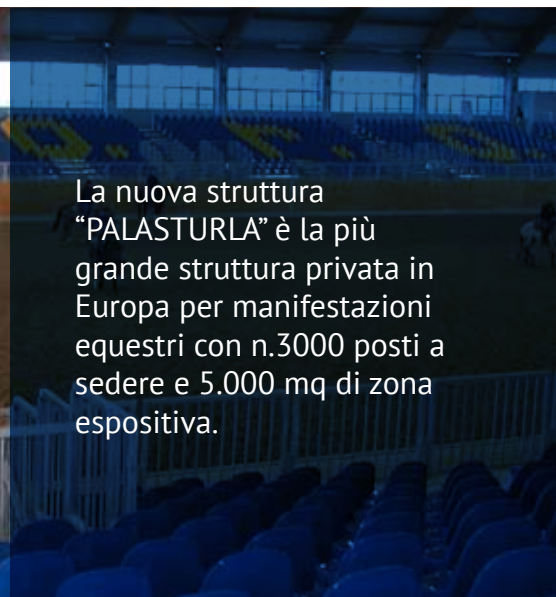 La nuova struttura
“PALASTURLA” è la più
grande struttura privata in
Europa per manifestazioni
equestri con n.3000 posti a
sedere e 5.000 mq di zona
espositiva.